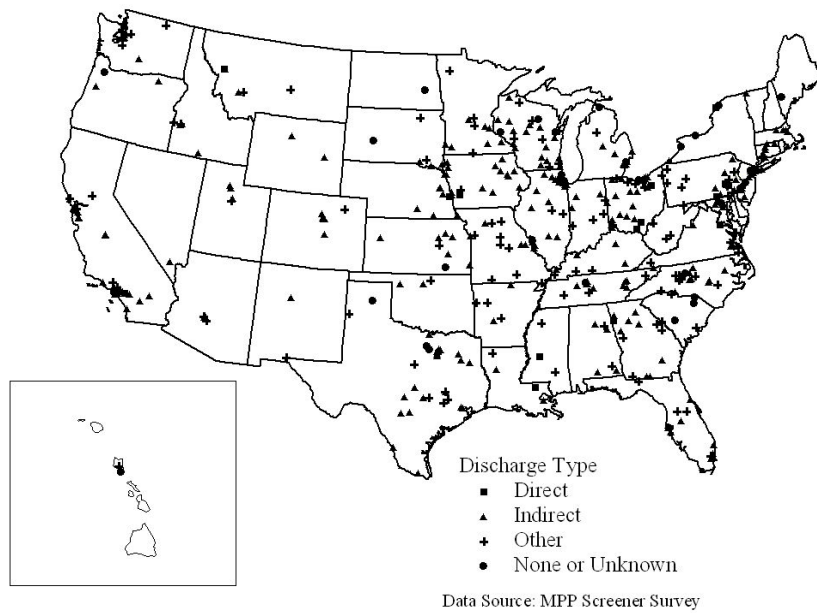 Discharge Type
Direct
Indirect
Other
None or Unknown
Data Source: MPP Screener Survey